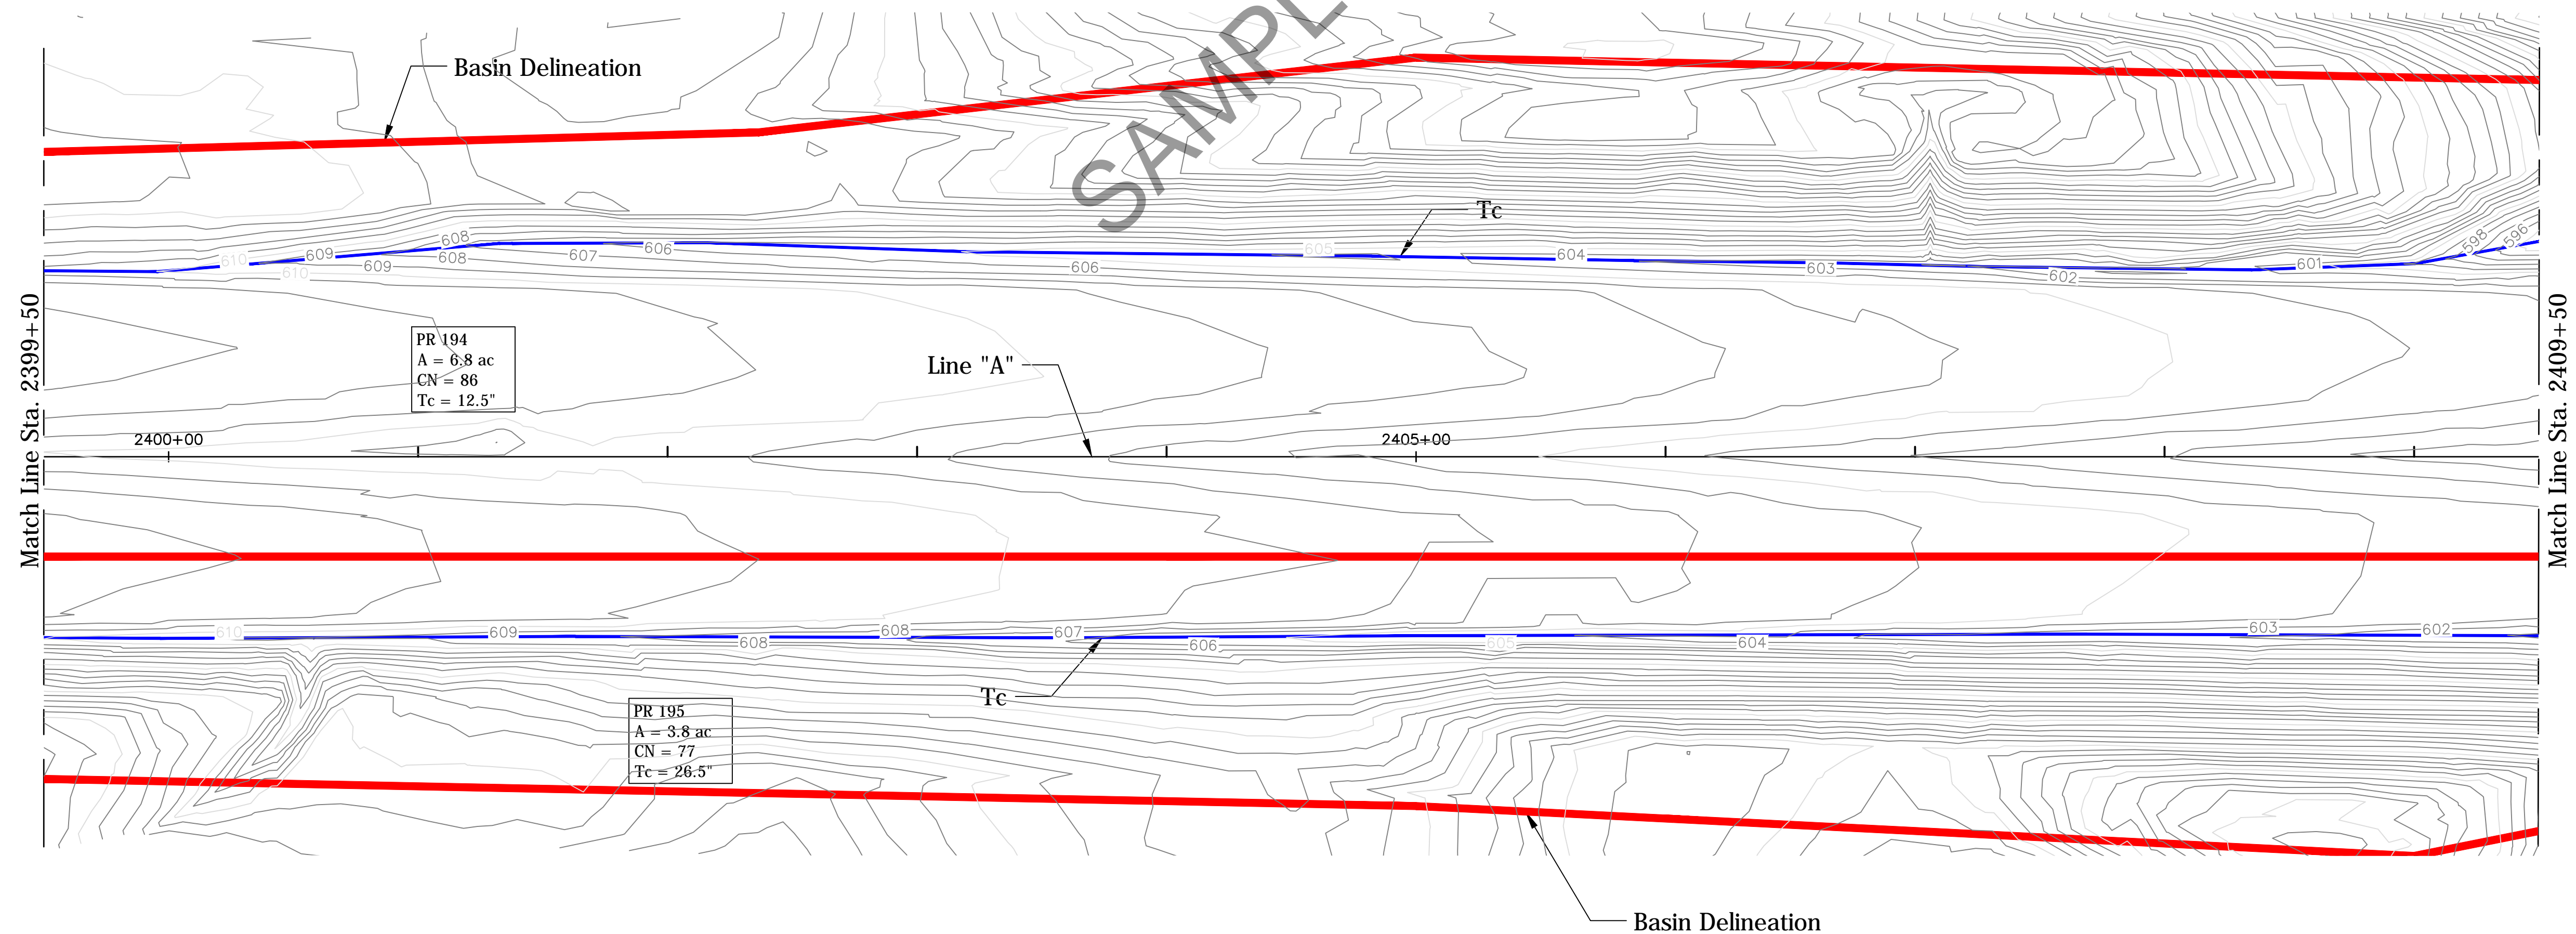 SAMPL
Basin Delineation
Tc
608
609
610
606
607
608
609
610
605
606
604
603
602
601
598
596
Match Line Sta. 2399+50
Match Line Sta. 2409+50
PR 194
A = 6.8 ac
CN = 86
Tc = 12.5"
Line "A"
2400+00
2405+00
610
609
608
608
607
606
605
604
603
602
Tc
PR 195
A = 3.8 ac
CN = 77
Tc = 26.5"
Basin Delineation